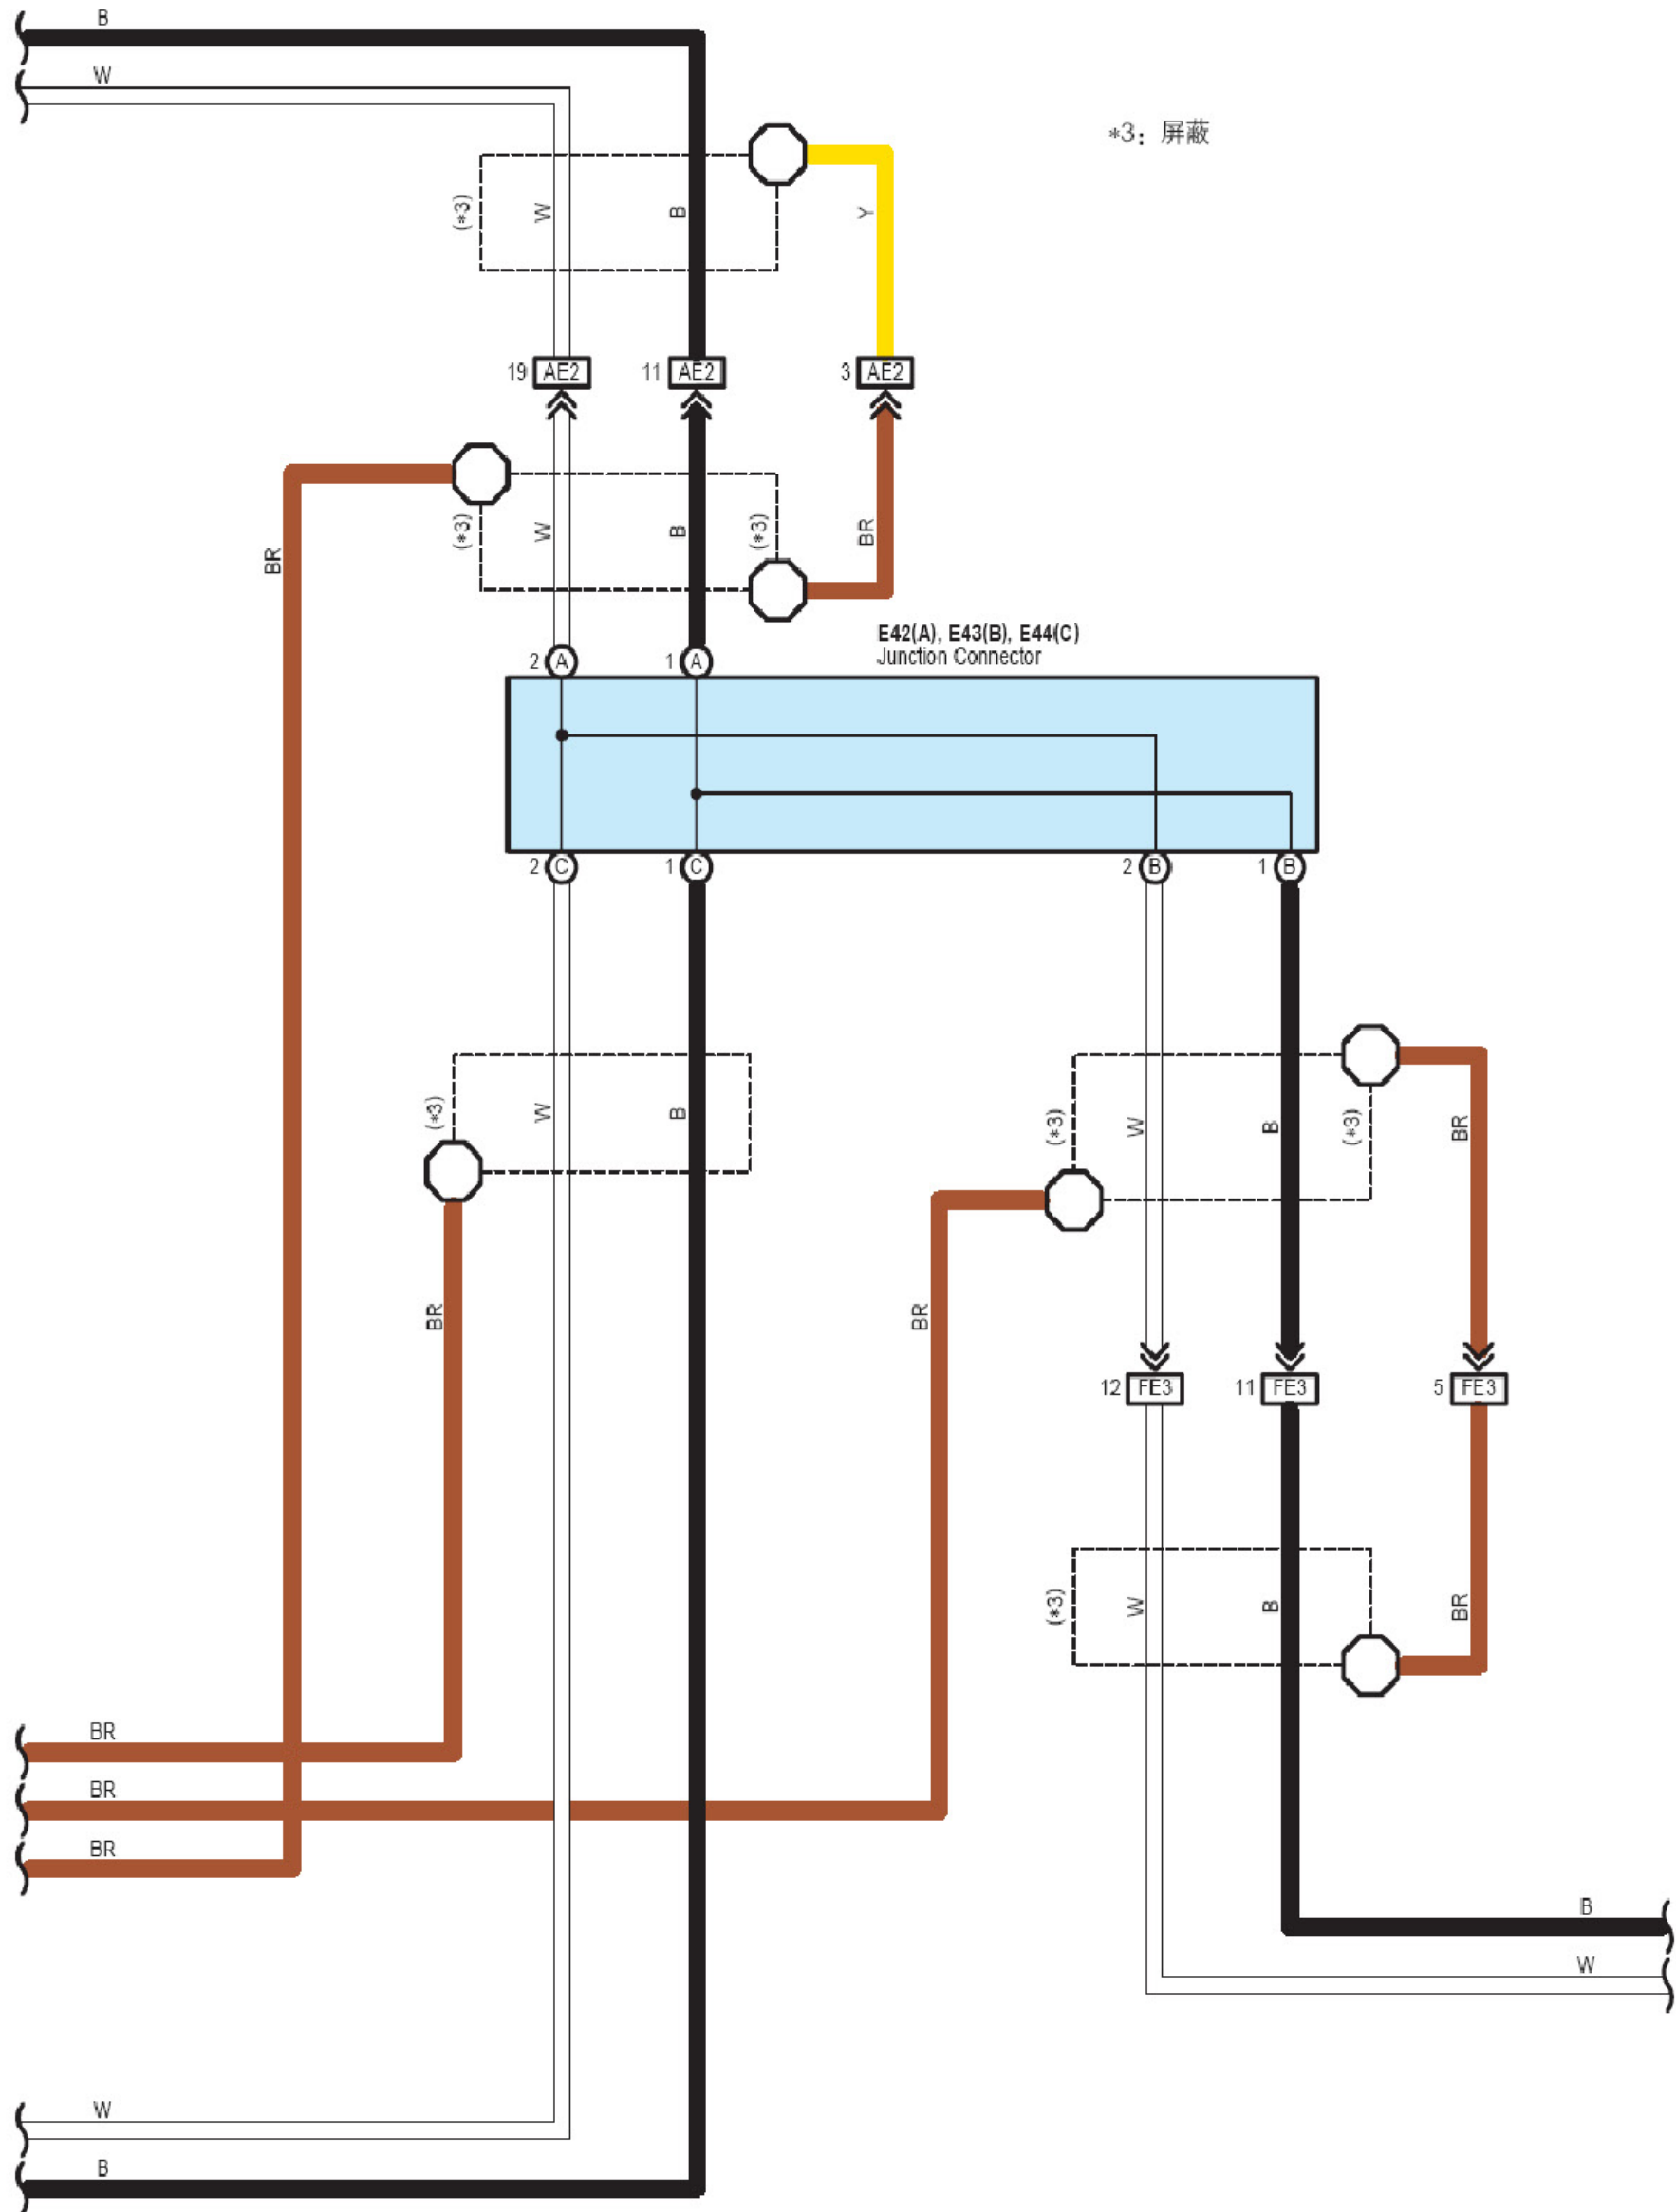 B
W
*3: 屏蔽
(*3)
W
B
Y
19 AE2
11 AE2
3 AE2
BR
(*3)
W
B
(*3)
BR
E42(A), E43(B), E44(C)
Junction Connector
2 A
1 A
2 C
1 C
2 B
1 B
(*3)
W
B
(*3)
W
B
(*3)
BR
BR
BR
12 FE3
11 FE3
5 FE3
(*3)
W
B
BR
BR
BR
BR
B
W
W
B